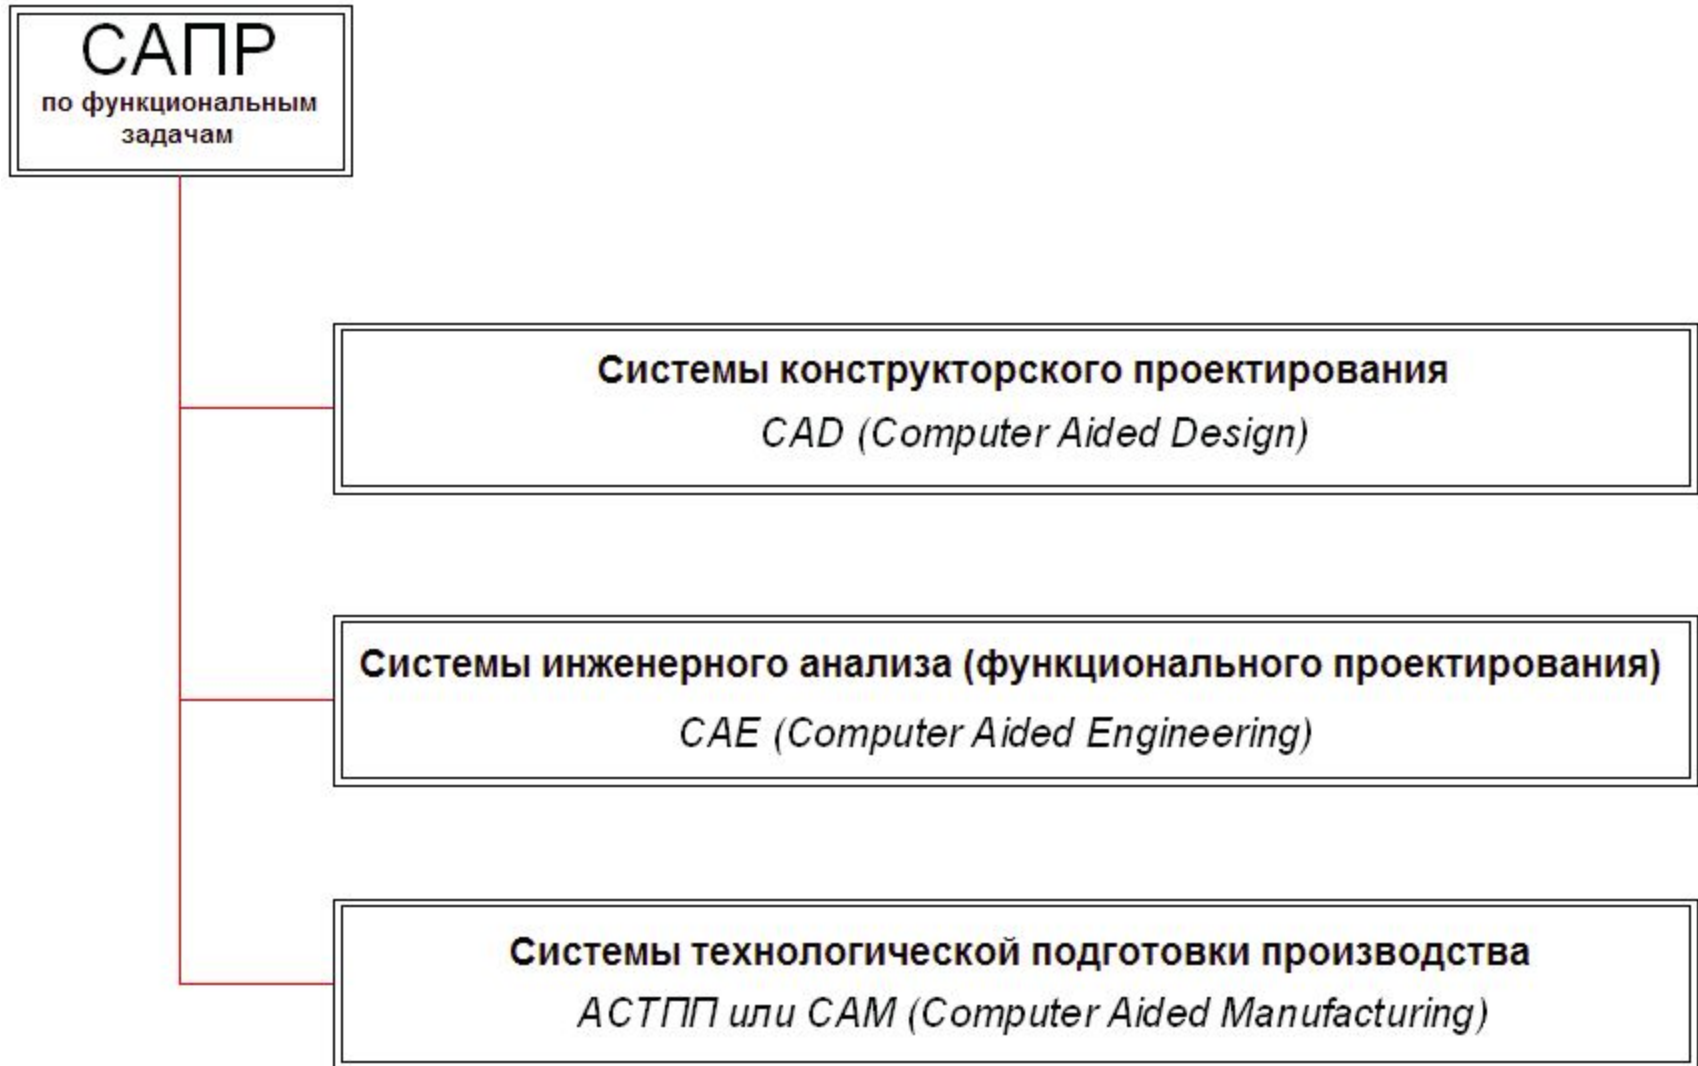 САПР
по функциональным
задачам
Системы конструкторского проектирования
CAD (Computer Aided Design)
Системы инженерного анализа (функционального проектирования)
CAE (Computer Aided Engineering)
Системы технологической подготовки производства
АСТПП или CAM (Computer Aided Manufacturing)